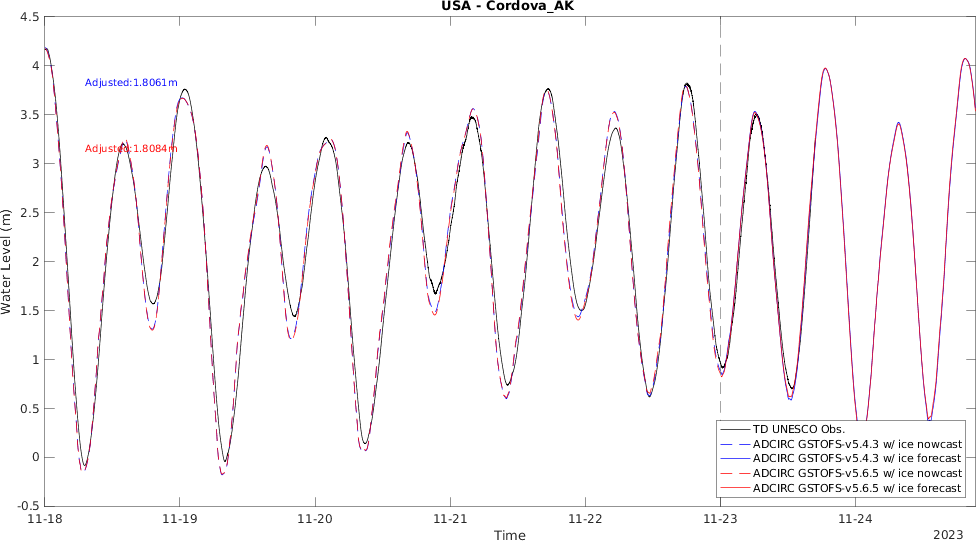 USA - Cordova_AK
4.5
4
3.5
3
2.5
2
1.5
1
0.5
0
-0.5
Water Level (m)
Adjusted:1.8061m
Adjusted:1.8084m
TD UNESCO Obs.
ADCIRC GSTOFS-v5.4.3 w/ ice nowcast
ADCIRC GSTOFS-v5.4.3 w/ ice forecast
ADCIRC GSTOFS-v5.6.5 w/ ice nowcast
ADCIRC GSTOFS-v5.6.5 w/ ice forecast
11-18 11-19 11-20 11-21 11-22 11-23 11-24
Time
2023